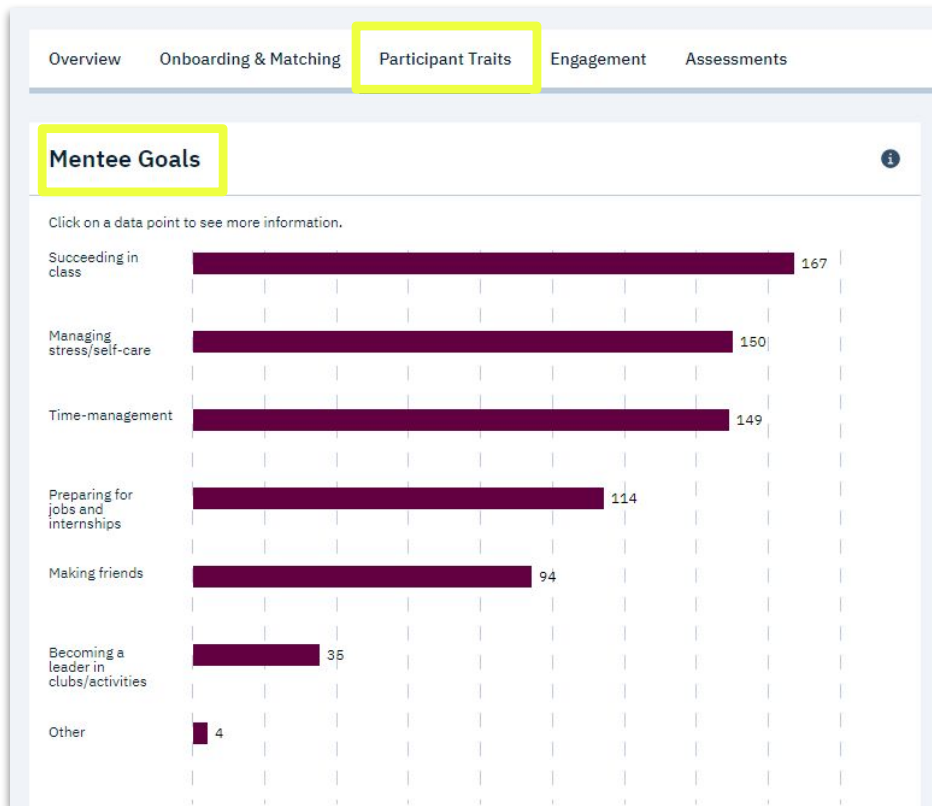 Overview Onboarding & Matching Participant Traits Engagement Assessments
Mentee Goals
Click on a data point to see more information.
Succeeding in
class
167
Managing
stress/self-care
150
Time-management
149
Preparing for
jobs and
internships
114
Making friends
94
Becoming a
leader in
clubs/activities
35
Other
4